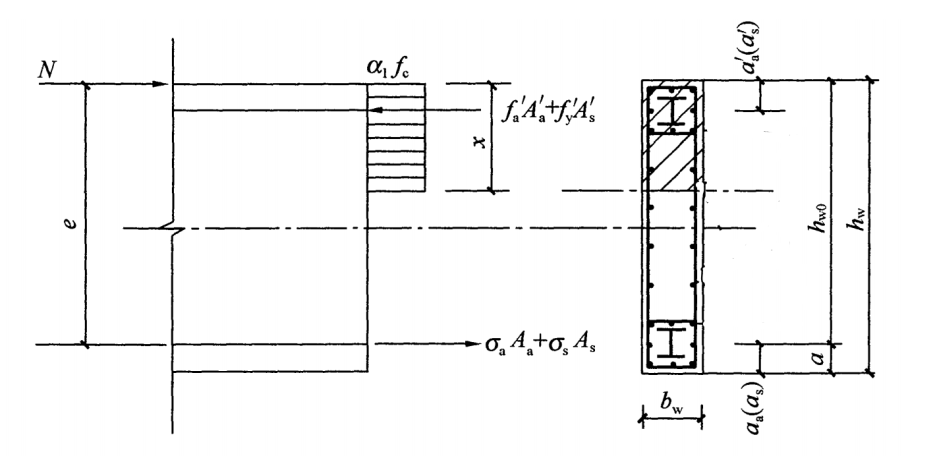 N
α₁f_c
f'_aA'_a+f'_yA'_s
x
e
σ_aA_a+σ_sA_s
a'_a(a'_s)
h_w0
h_w
a
a_a(a_s)
b_w